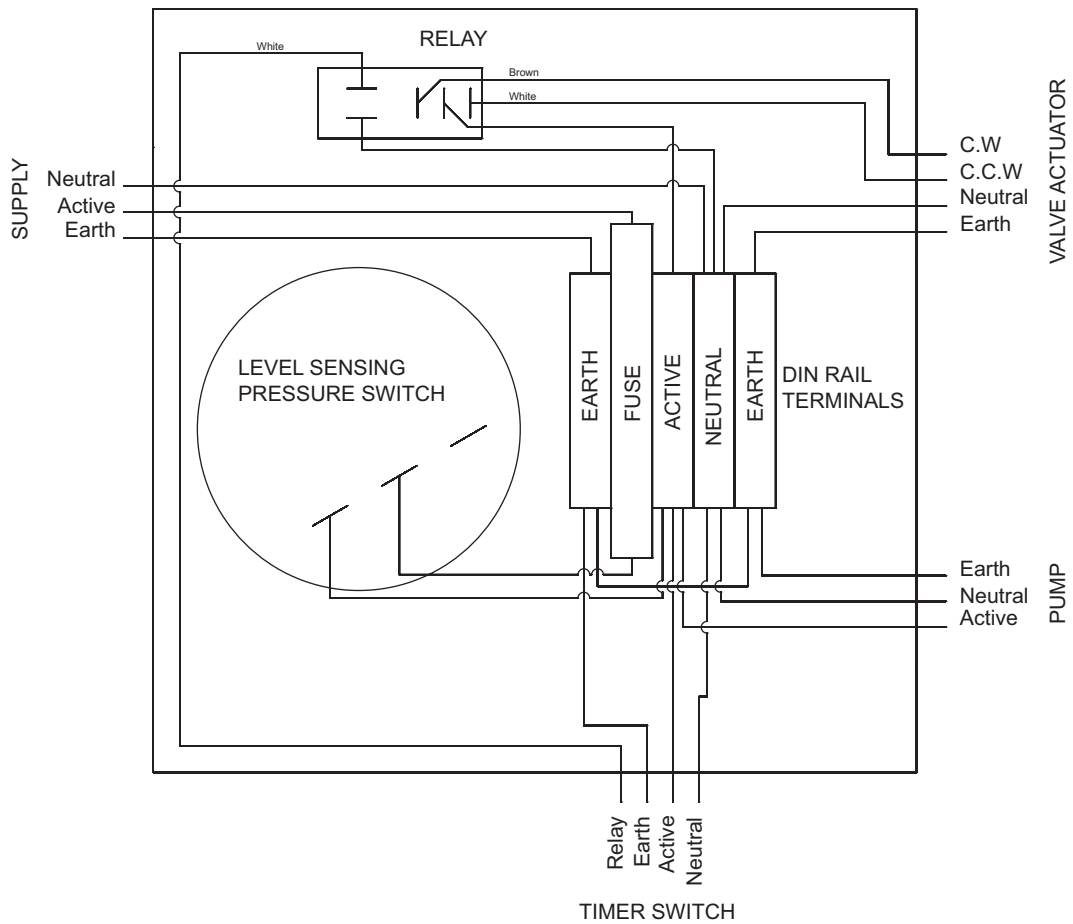 RELAY
White
Brown
White
SUPPLY
Neutral
Active
Earth
C.W
C.C.W
Neutral
Earth
VALVE ACTUATOR
LEVEL SENSING
PRESSURE SWITCH
EARTH
FUSE
ACTIVE
NEUTRAL
EARTH
DIN RAIL
TERMINALS
Earth
Neutral
Active
PUMP
Relay
Earth
Active
Neutral
TIMER SWITCH